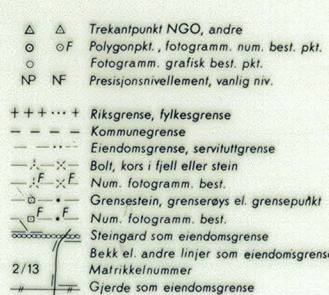 Trekantpunkt NGO, andre
F Polygonpkt., fotogramm. num. best. pkt.
Fotogramm. grafisk best. pkt.
NP NF Presisjonsnivellement, vanlig niv.
Riksgrense, fylkesgrense
Kommunegrense
Eiendomsgrense, servituttgrense
Bolt, kors i fjell eller stein
F F Num. fotogramm. best.
Grensestein, grenserøys el. grensepunkt
F F Num. fotogramm. best.
Steingard som eiendomsgrense
Bekk el. andre linjer som eiendomsgrense
2/13 Matrikkelnummer
Gjerde som eiendomsgrense